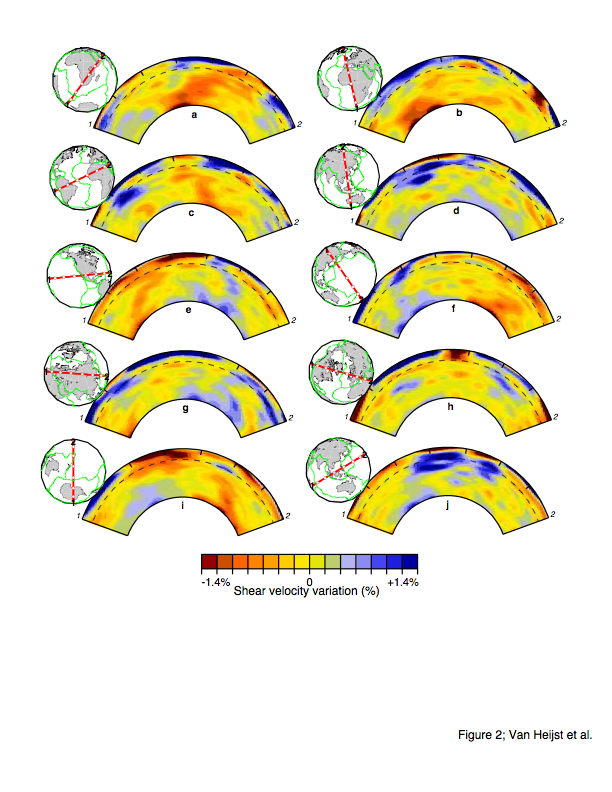 1 a 2
1 b 2
1 c 2
1 d 2
1 e 2
1 f 2
1 g 2
1 h 2
1 i 2
1 j 2
-1.4% 0 +1.4%
Shear velocity variation (%)
Figure 2; Van Heijst et al.